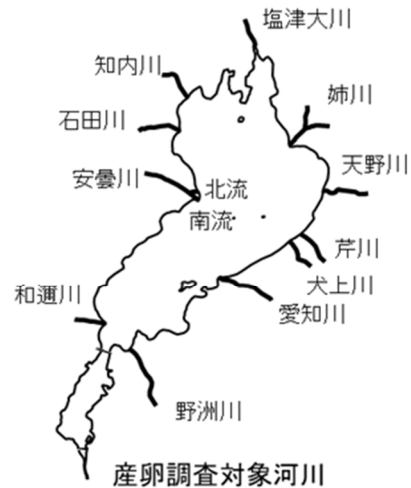 塩津大川
知内川
姉川
石田川
天野川
安曇川
北流
南流
芹川
犬上川
和邇川
愛知川
野洲川
産卵調査対象河川